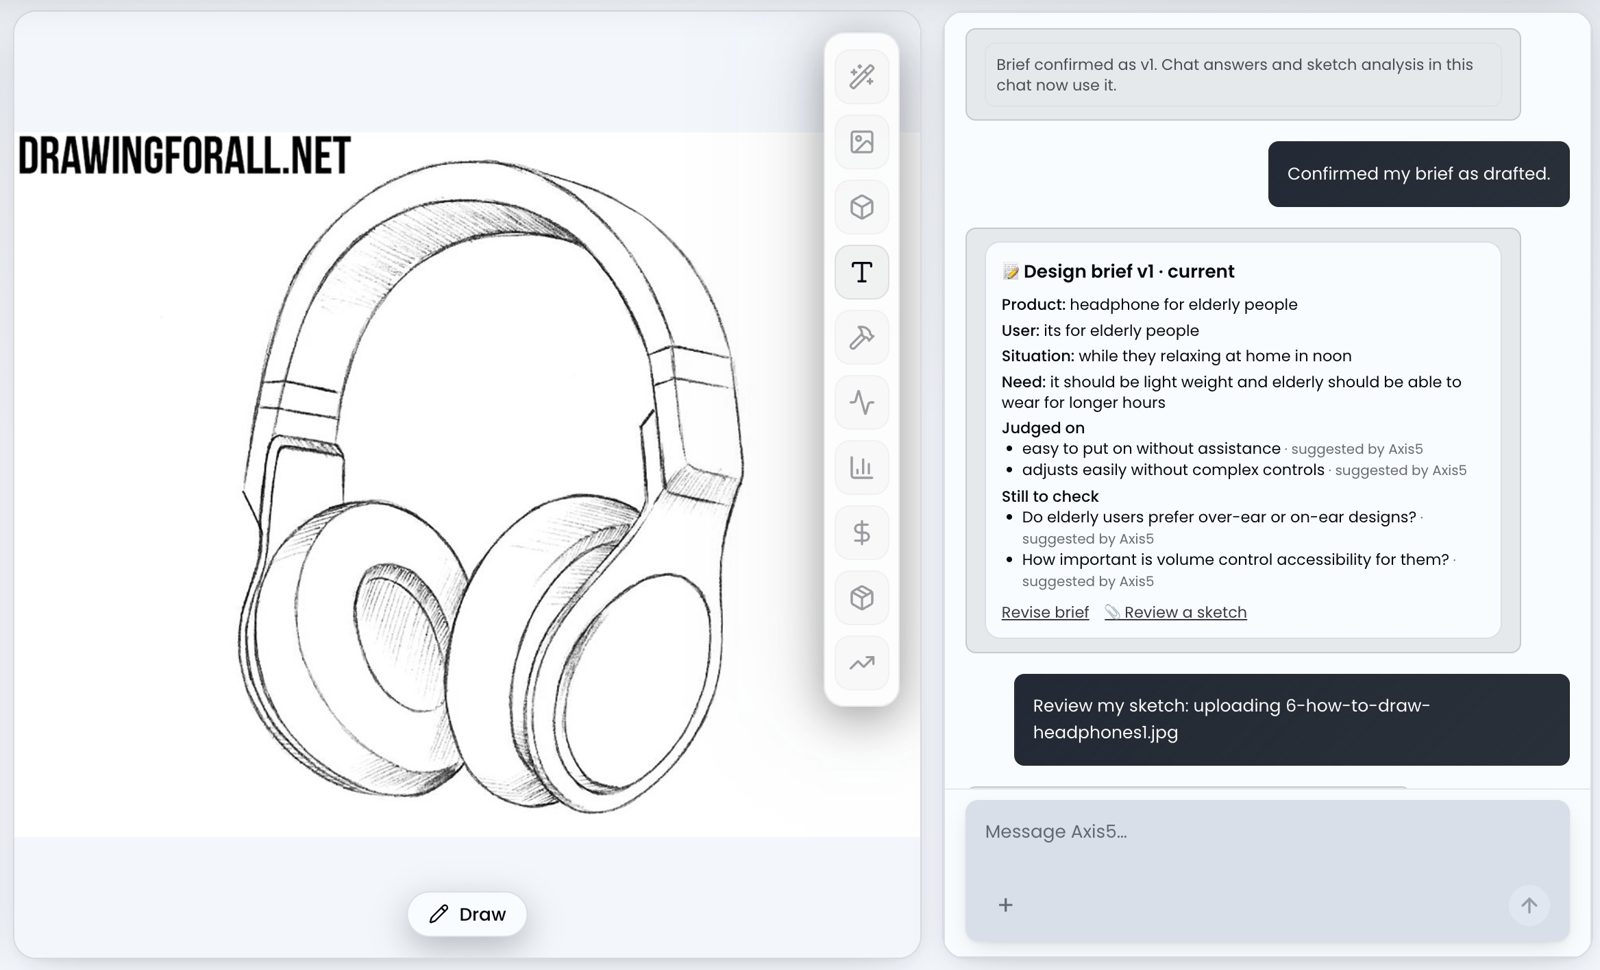 DRAWINGFORALL.NET
Draw
Brief confirmed as v1. Chat answers and sketch analysis in this
chat now use it.
Confirmed my brief as drafted.
Design brief v1 · current
Product: headphone for elderly people
User: its for elderly people
Situation: while they relaxing at home in noon
Need: it should be light weight and elderly should be able to
wear for longer hours
Judged on
• easy to put on without assistance · suggested by Axis5
• adjusts easily without complex controls · suggested by Axis5
Still to check
• Do elderly users prefer over-ear or on-ear designs? ·
suggested by Axis5
• How important is volume control accessibility for them? ·
suggested by Axis5
Revise brief Review a sketch
Review my sketch: uploading 6-how-to-draw-
headphones1.jpg
Message Axis5...